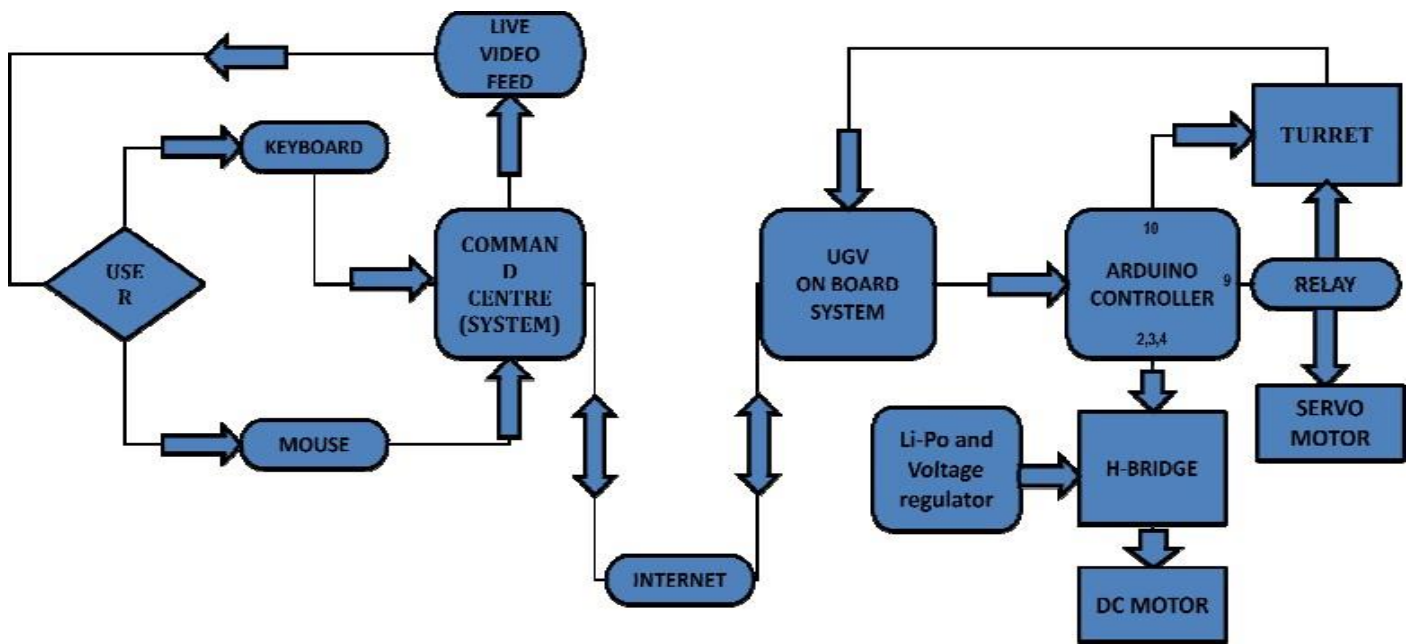 LIVE
VIDEO
FEED
KEYBOARD
USE
R
COMMAN
D
CENTRE
(SYSTEM)
MOUSE
INTERNET
UGV
ON BOARD
SYSTEM
10
ARDUINO
CONTROLLER
9
2,3,4
TURRET
RELAY
SERVO
MOTOR
Li-Po and
Voltage
regulator
H-BRIDGE
DC MOTOR